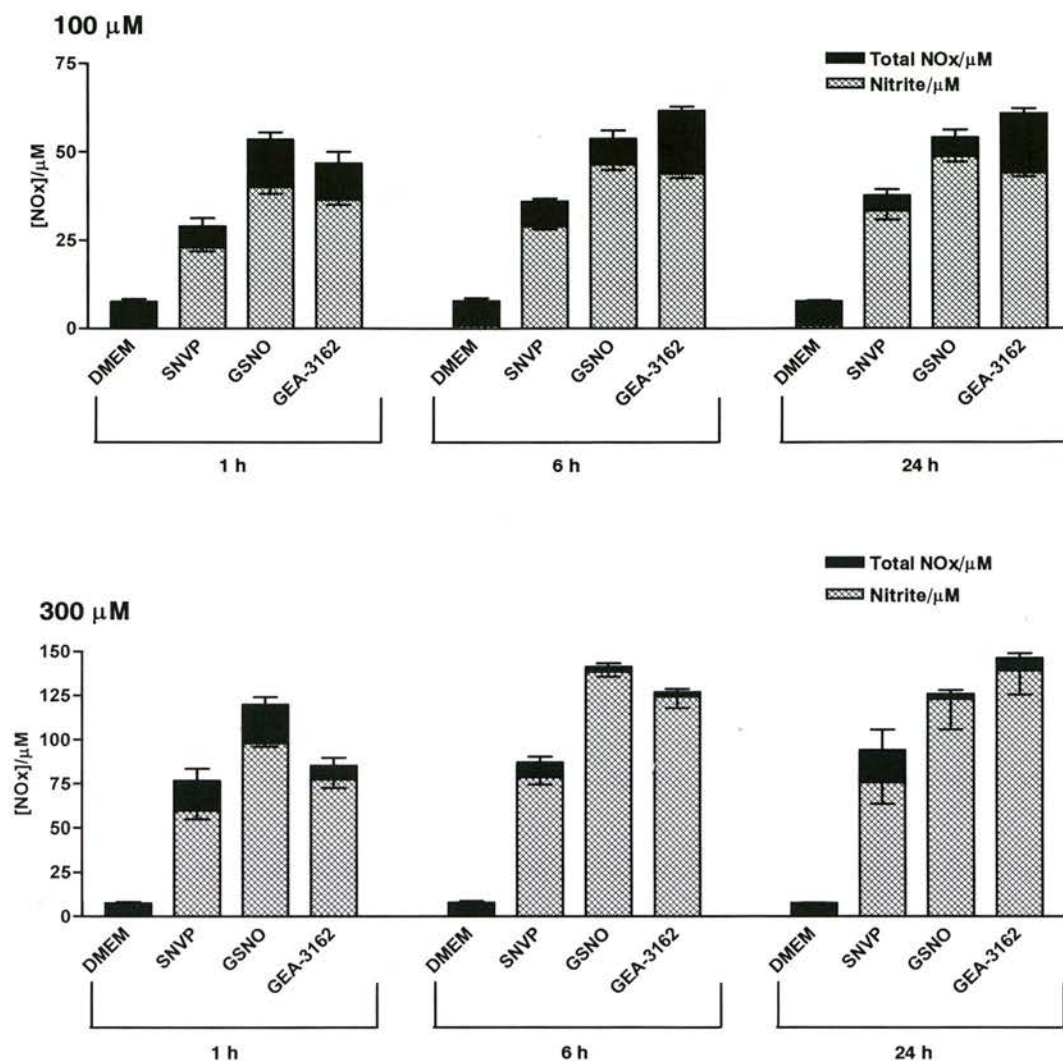 100 μM
Total NOx/μM
Nitrite/μM
75
50
25
0
[NOx]/μM
DMEM
SNVP
GSNO
GEA-3162
DMEM
SNVP
GSNO
GEA-3162
DMEM
SNVP
GSNO
GEA-3162
1 h
6 h
24 h
Total NOx/μM
Nitrite/μM
300 μM
150
125
100
75
50
25
0
[NOx]/μM
DMEM
SNVP
GSNO
GEA-3162
DMEM
SNVP
GSNO
GEA-3162
DMEM
SNVP
GSNO
GEA-3162
1 h
6 h
24 h